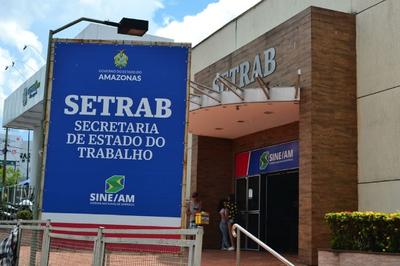 GOVERNO DO ESTADO DO
AMAZONAS
SETRAB
SECRETARIA
DE ESTADO DO
TRABALHO
SINE/AM
SETRAB
SINE/AM